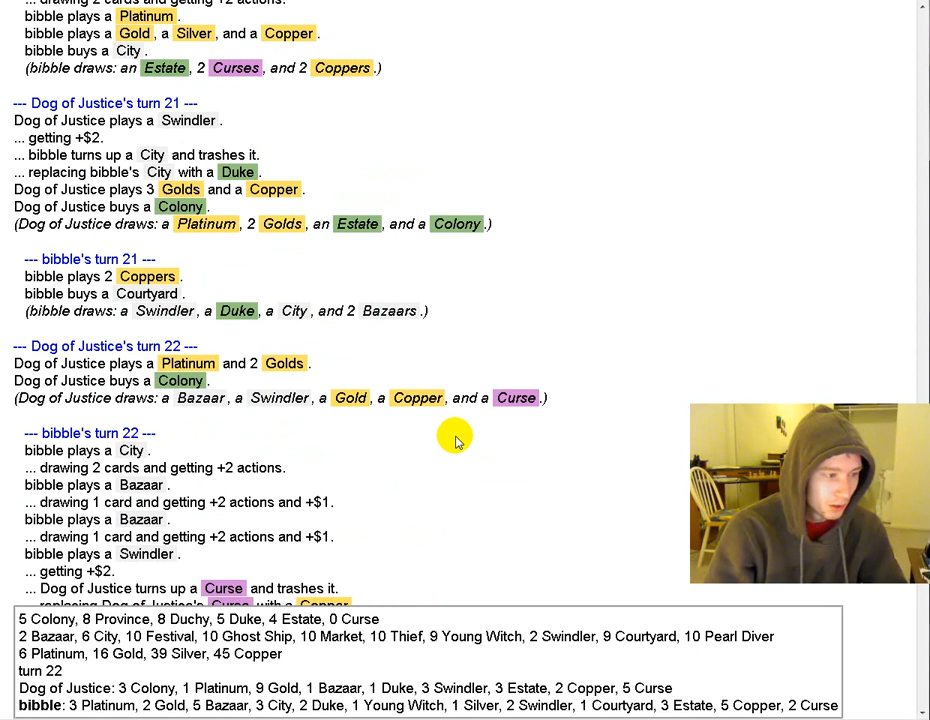 ... drawing 2 cards and getting +2 actions.
bibble plays a Platinum .
bibble plays a Gold , a Silver , and a Copper .
bibble buys a City .
(bibble draws: an Estate , 2 Curses , and 2 Coppers .)
--- Dog of Justice's turn 21 ---
Dog of Justice plays a Swindler .
... getting +$2.
... bibble turns up a City and trashes it.
... replacing bibble's City with a Duke .
Dog of Justice plays 3 Golds and a Copper .
Dog of Justice buys a Colony .
(Dog of Justice draws: a Platinum , 2 Golds , an Estate , and a Colony .)
--- bibble's turn 21 ---
bibble plays 2 Coppers .
bibble buys a Courtyard .
(bibble draws: a Swindler , a Duke , a City , and 2 Bazaars .)
--- Dog of Justice's turn 22 ---
Dog of Justice plays a Platinum and 2 Golds .
Dog of Justice buys a Colony .
(Dog of Justice draws: a Bazaar , a Swindler , a Gold , a Copper , and a Curse .)
--- bibble's turn 22 ---
bibble plays a City .
... drawing 2 cards and getting +2 actions.
bibble plays a Bazaar .
... drawing 1 card and getting +2 actions and +$1.
bibble plays a Bazaar .
... drawing 1 card and getting +2 actions and +$1.
bibble plays a Swindler .
... getting +$2.
... Dog of Justice turns up a Curse and trashes it.
... replacing Dog of Justice's Curse with a Copper
5 Colony, 8 Province, 8 Duchy, 5 Duke, 4 Estate, 0 Curse
2 Bazaar, 6 City, 10 Festival, 10 Ghost Ship, 10 Market, 10 Thief, 9 Young Witch, 2 Swindler, 9 Courtyard, 10 Pearl Diver
6 Platinum, 16 Gold, 39 Silver, 45 Copper
turn 22
Dog of Justice: 3 Colony, 1 Platinum, 9 Gold, 1 Bazaar, 1 Duke, 3 Swindler, 3 Estate, 2 Copper, 5 Curse
bibble: 3 Platinum, 2 Gold, 5 Bazaar, 3 City, 2 Duke, 1 Young Witch, 1 Silver, 2 Swindler, 1 Courtyard, 3 Estate, 5 Copper, 2 Curse